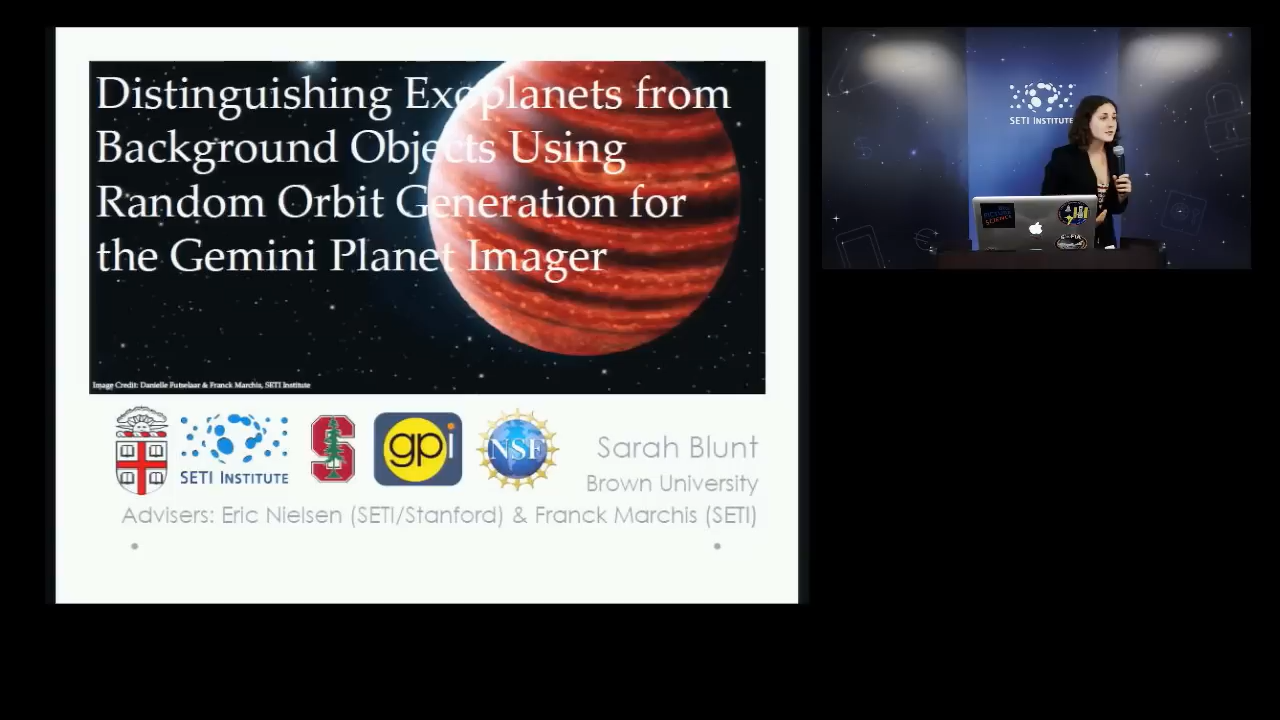 Distinguishing Exoplanets from
Background Objects Using
Random Orbit Generation for
the Gemini Planet Imager
Image Credit: Danielle Futselaar & Franck Marchis, SETI Institute
SETI INSTITUTE
gpi
NSF
Sarah Blunt
Brown University
Advisers: Eric Nielsen (SETI/Stanford) & Franck Marchis (SETI)
SETI INSTITUTE